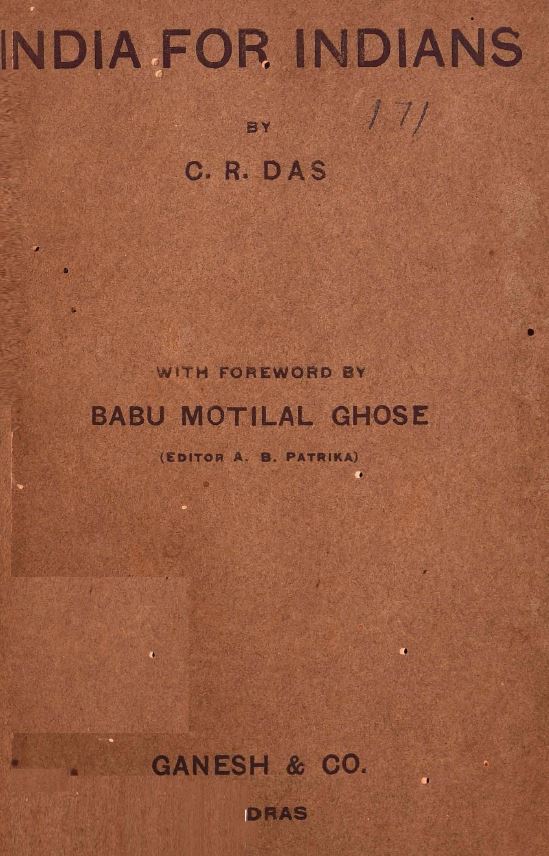 INDIA FOR INDIANS
171
BY
C. R. DAS
WITH FOREWORD BY
BABU MOTILAL GHOSE
(EDITOR A. B. PATRIKA)
GANESH & CO.
DRAS